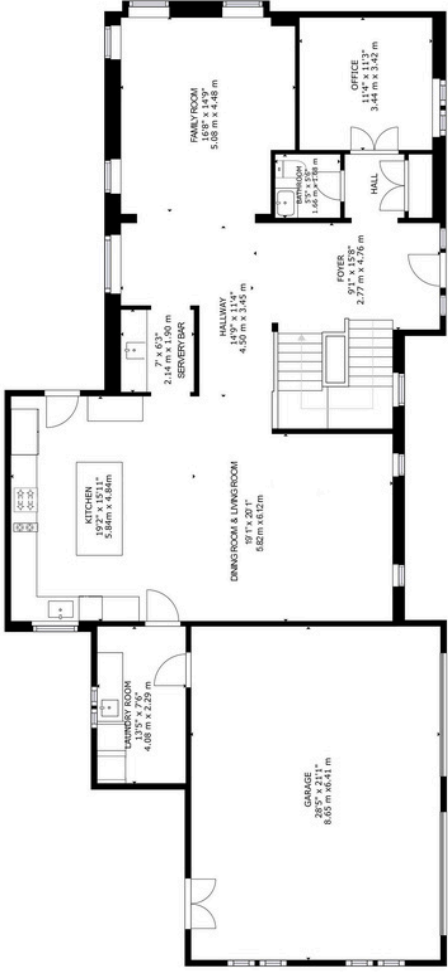 FAMILY ROOM
16'8" x 14'9"
5.08 m x 4.48 m
OFFICE
11'4" x 11'3"
3.44 m x 3.42 m
BATHROOM
5'5" x 5'6"
1.66 m x 1.68 m
HALL
FOYER
9'1" x 15'8"
2.77 m x 4.76 m
HALLWAY
14'9" x 11'4"
4.50 m x 3.45 m
7' x 6'3"
2.14 m x 1.90 m
SERVERY BAR
KITCHEN
19'2" x 15'11"
5.84m x 4.84m
DINING ROOM & LIVING ROOM
19'1" x 20'1"
5.82m x 6.12m
LAUNDRY ROOM
13'5" x 7'6"
4.08 m x 2.29 m
GARAGE
28'5" x 21'1"
8.65 m x6.41 m